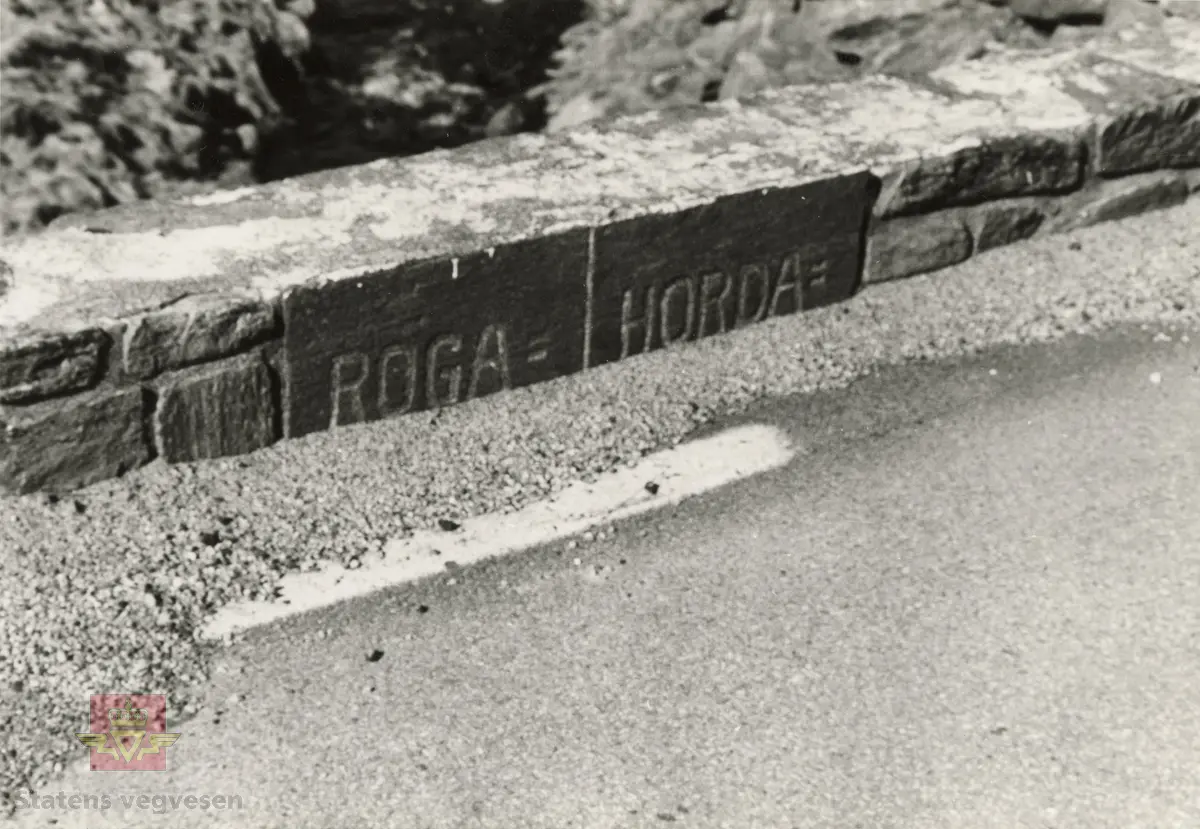 ROGA= HORDA=
Statens vegvesen